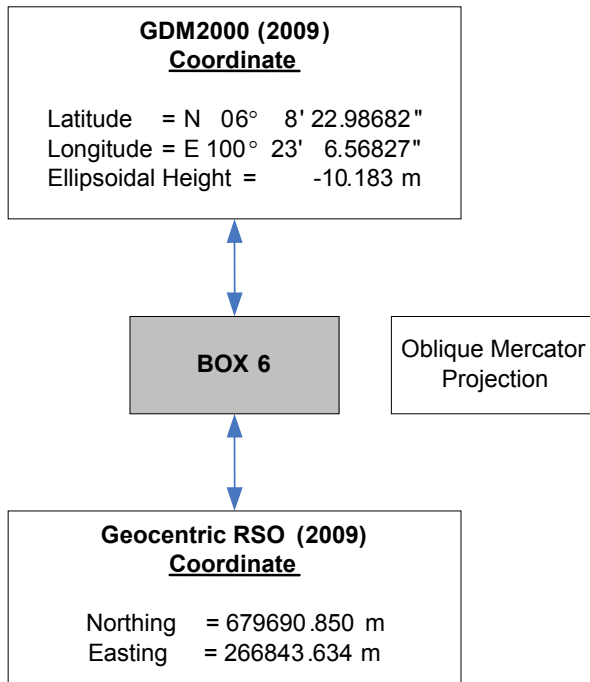 GDM2000 (2009)
Coordinate
Latitude = N 06° 8' 22.98682"
Longitude = E 100° 23' 6.56827"
Ellipsoidal Height = -10.183 m
BOX 6
Oblique Mercator
Projection
Geocentric RSO (2009)
Coordinate
Northing = 679690.850 m
Easting = 266843.634 m